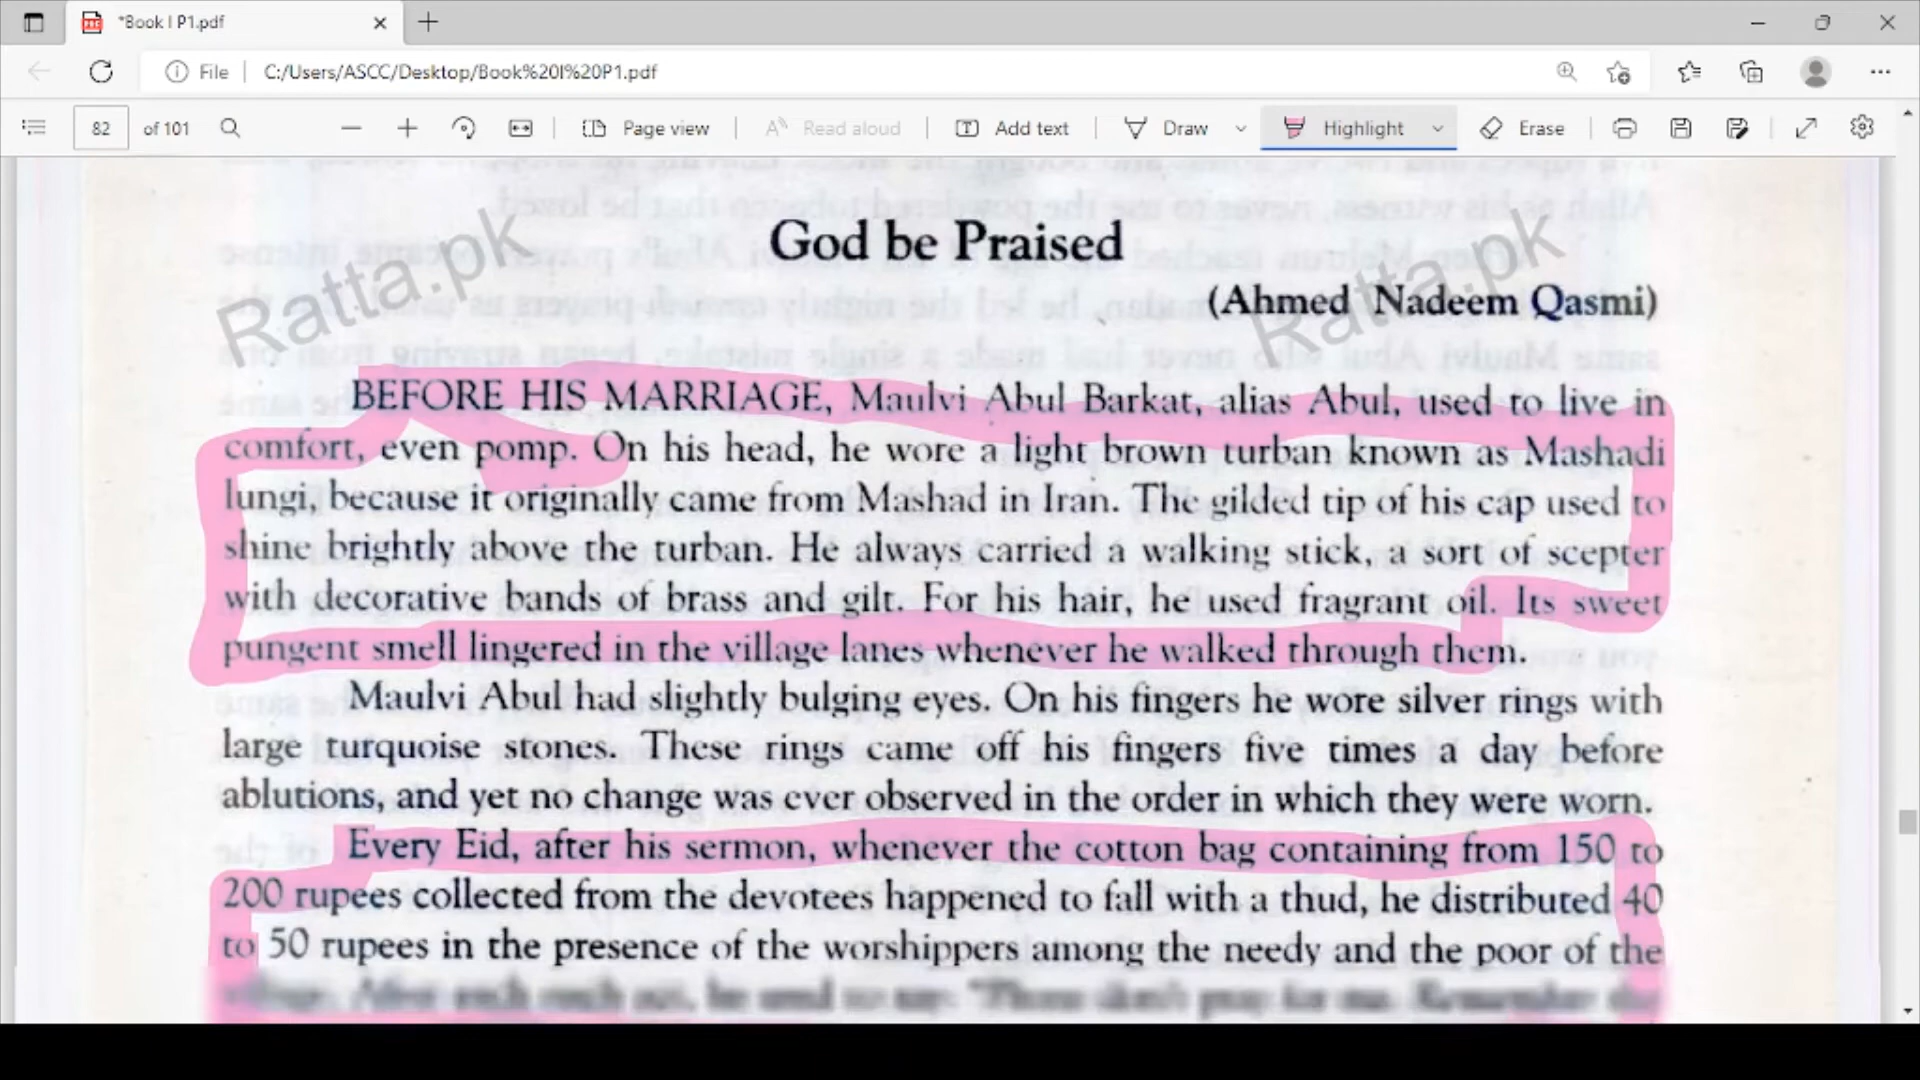 *Book I P1.pdf
File
C:/Users/ASCC/Desktop/Book%20I%20P1.pdf
82 of 101
Page view
Read aloud
Add text
Draw
Highlight
Erase
God be Praised
Ratta.pk
Ratta.pk
(Ahmed Nadeem Qasmi)
BEFORE HIS MARRIAGE, Maulvi Abul Barkat, alias Abul, used to live in
comfort, even pomp. On his head, he wore a light brown turban known as Mashadi
lungi, because it originally came from Mashad in Iran. The gilded tip of his cap used to
shine brightly above the turban. He always carried a walking stick, a sort of scepter
with decorative bands of brass and gilt. For his hair, he used fragrant oil. Its sweet
pungent smell lingered in the village lanes whenever he walked through them.
Maulvi Abul had slightly bulging eyes. On his fingers he wore silver rings with
large turquoise stones. These rings came off his fingers five times a day before
ablutions, and yet no change was ever observed in the order in which they were worn.
Every Eid, after his sermon, whenever the cotton bag containing from 150 to
200 rupees collected from the devotees happened to fall with a thud, he distributed 40
to 50 rupees in the presence of the worshippers among the needy and the poor of the